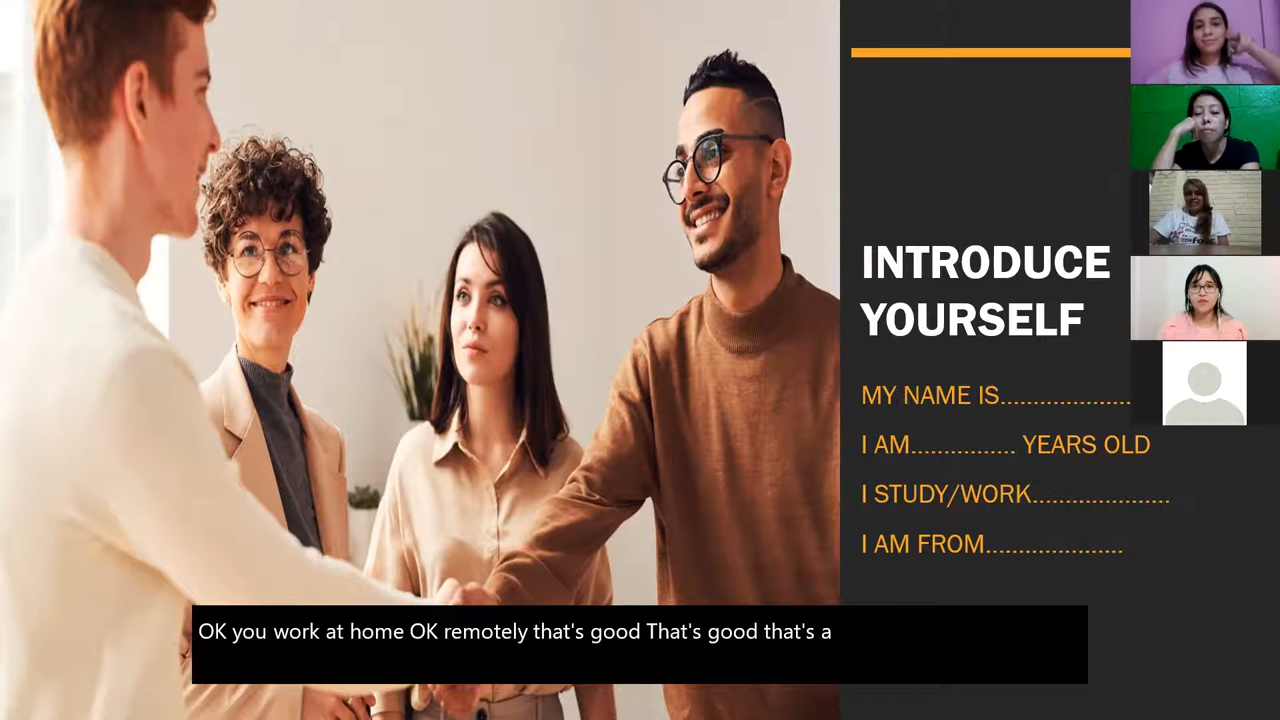 INTRODUCE
YOURSELF
MY NAME IS....................
I AM................ YEARS OLD
I STUDY/WORK.....................
I AM FROM.....................
OK you work at home OK remotely that's good That's good that's a